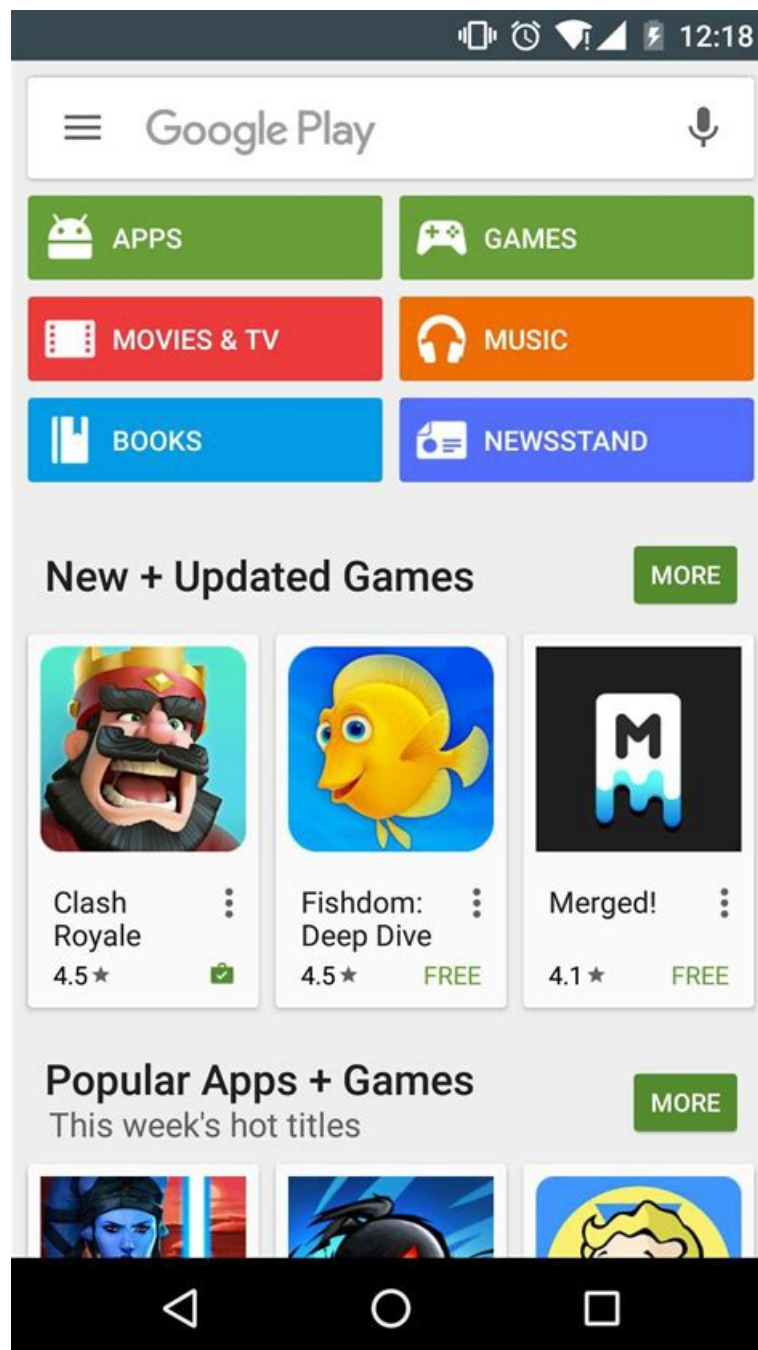 12:18
Google Play
APPS
GAMES
MOVIES & TV
MUSIC
BOOKS
NEWSSTAND
New + Updated Games
MORE
Clash
Royale
4.5
Fishdom:
Deep Dive
4.5 FREE
M
Merged!
4.1 FREE
Popular Apps + Games
This week's hot titles
MORE